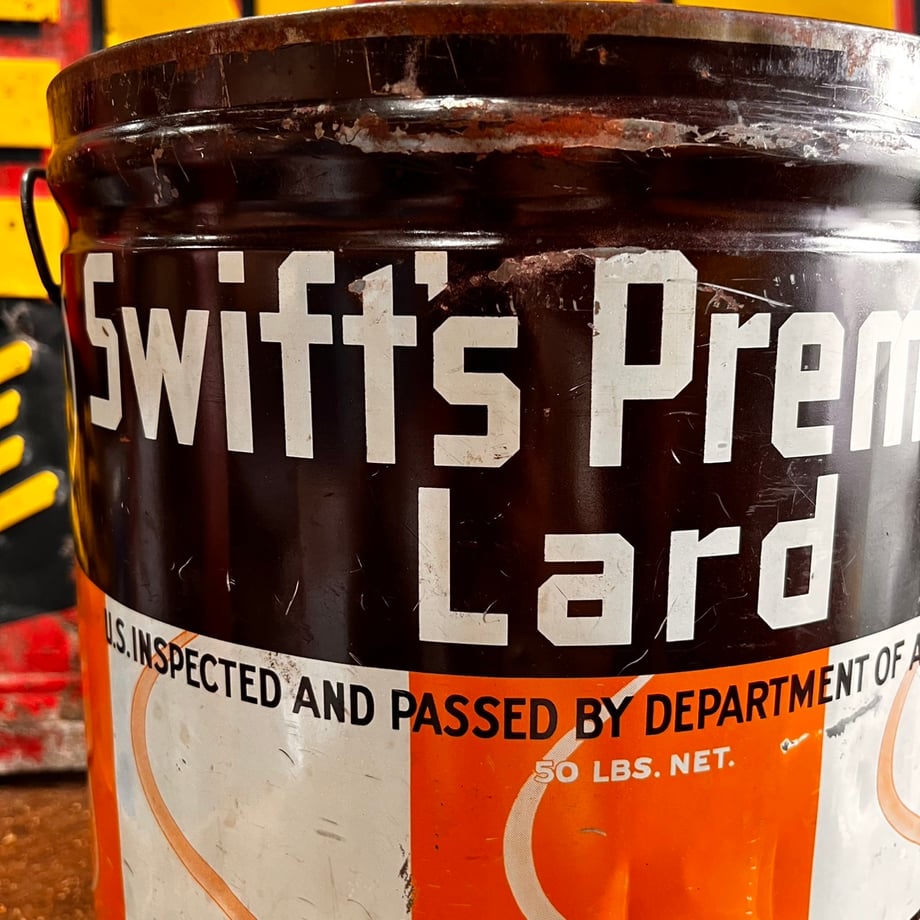 Swift's Prem
Lard
U.S. INSPECTED AND PASSED BY DEPARTMENT OF A
50 LBS. NET.